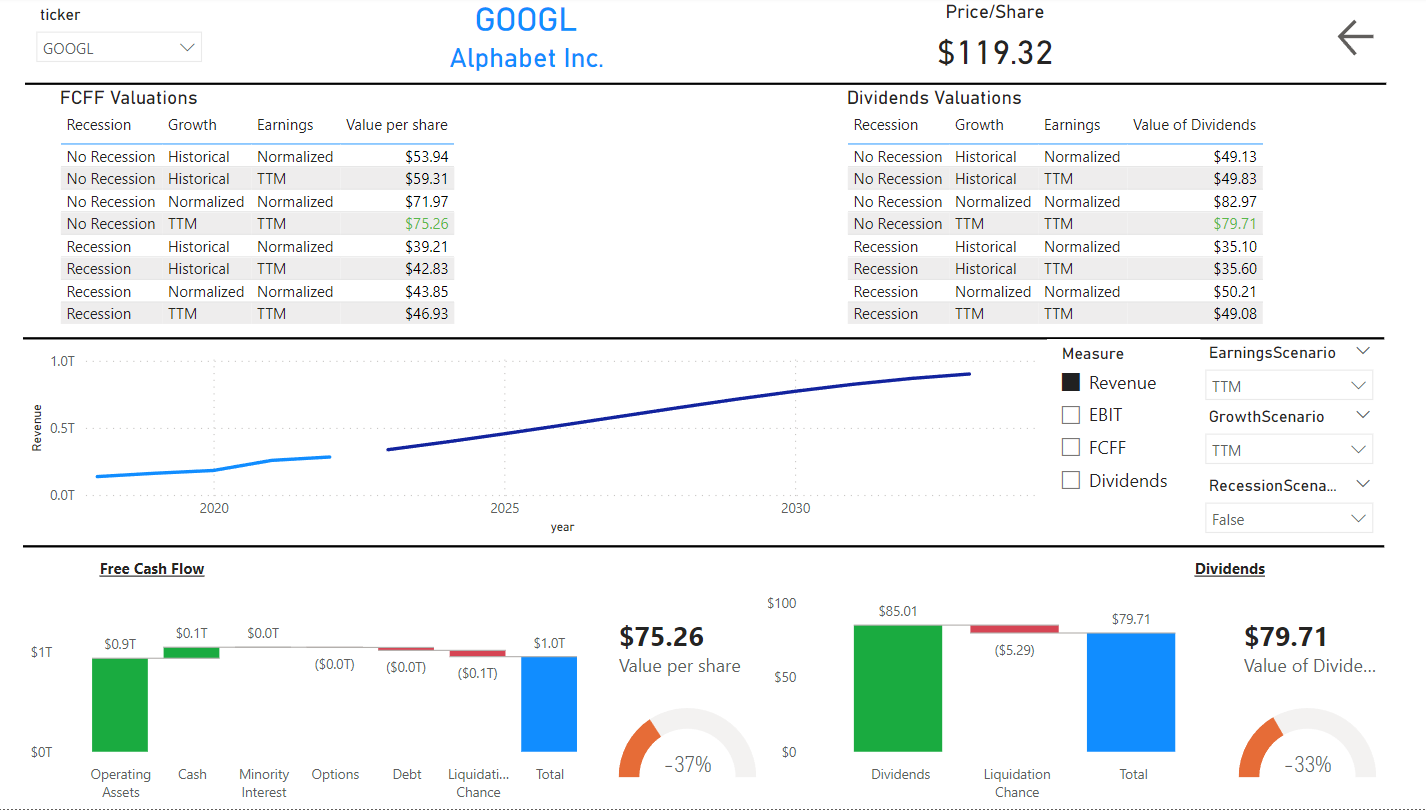 ticker
GOOGL
GOOGL
Alphabet Inc.
Price/Share
$119.32
FCFF Valuations
Recession Growth Earnings Value per share
No Recession Historical Normalized $53.94
No Recession Historical TTM $59.31
No Recession Normalized Normalized $71.97
No Recession TTM TTM $75.26
Recession Historical Normalized $39.21
Recession Historical TTM $42.83
Recession Normalized Normalized $43.85
Recession TTM TTM $46.93
Dividends Valuations
Recession Growth Earnings Value of Dividends
No Recession Historical Normalized $49.13
No Recession Historical TTM $49.83
No Recession Normalized Normalized $82.97
No Recession TTM TTM $79.71
Recession Historical Normalized $35.10
Recession Historical TTM $35.60
Recession Normalized Normalized $50.21
Recession TTM TTM $49.08
1.0T
0.5T
0.0T
Revenue
2020 2025 2030
year
Measure
Revenue
EBIT
FCFF
Dividends
EarningsScenario
TTM
GrowthScenario
TTM
RecessionScena...
False
Free Cash Flow
$1T
$0T
$0.9T $0.1T $0.0T ($0.0T) ($0.0T) ($0.1T) $1.0T
Operating Assets Cash Minority Interest Options Debt Liquidati... Chance Total
$75.26
Value per share
-37%
Dividends
$100
$50
$0
$85.01 ($5.29) $79.71
Dividends Liquidation Chance Total
$79.71
Value of Divide...
-33%